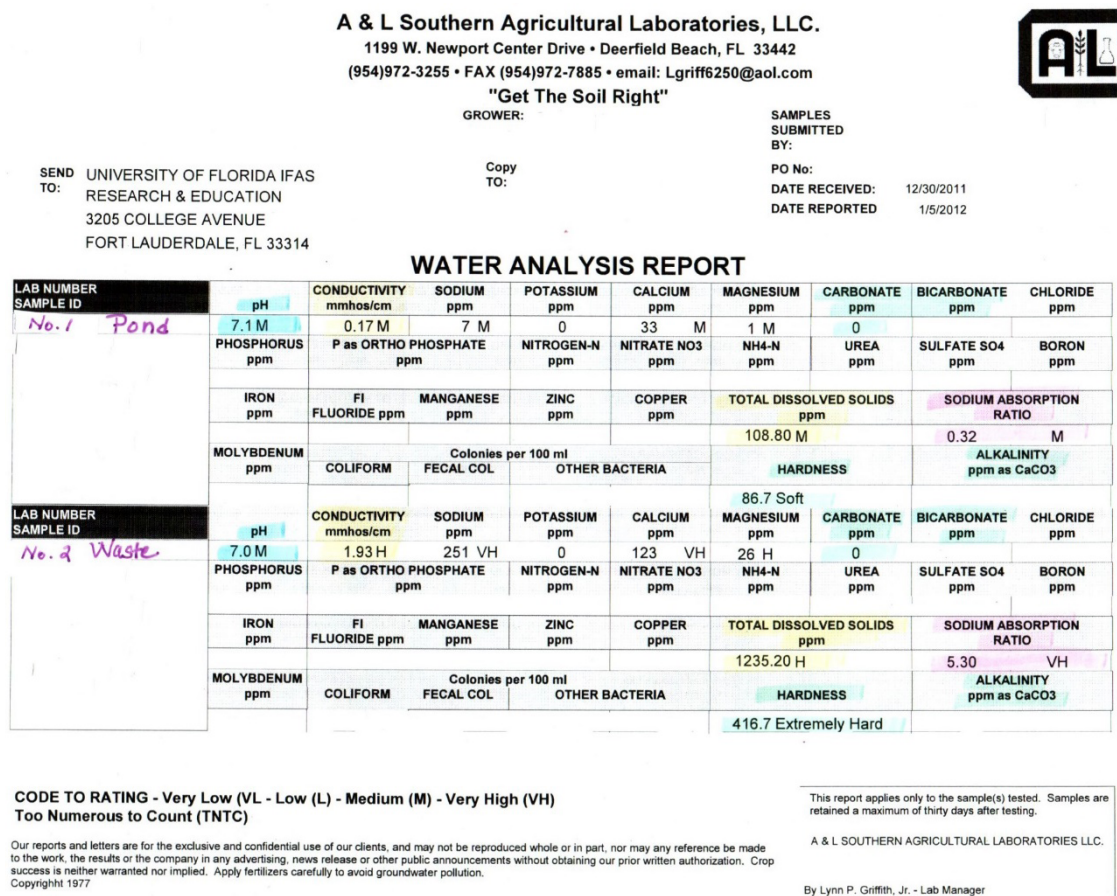 A & L Southern Agricultural Laboratories, LLC.
1199 W. Newport Center Drive • Deerfield Beach, FL 33442
(954)972-3255 • FAX (954)972-7885 • email: Lgriff6250@aol.com
"Get The Soil Right"
AL
GROWER:
SAMPLES SUBMITTED BY:
SEND TO: UNIVERSITY OF FLORIDA IFAS
RESEARCH & EDUCATION
3205 COLLEGE AVENUE
FORT LAUDERDALE, FL 33314
Copy TO:
PO No:
DATE RECEIVED: 12/30/2011
DATE REPORTED 1/5/2012
WATER ANALYSIS REPORT
LAB NUMBER
SAMPLE ID
pH CONDUCTIVITY mmhos/cm SODIUM ppm POTASSIUM ppm CALCIUM ppm MAGNESIUM ppm CARBONATE ppm BICARBONATE ppm CHLORIDE ppm
No. 1 Pond 7.1 M 0.17 M 7 M 0 33 M 1 M 0
PHOSPHORUS ppm P as ORTHO PHOSPHATE ppm NITROGEN-N ppm NITRATE NO3 ppm NH4-N ppm UREA ppm SULFATE SO4 ppm BORON ppm
IRON ppm FI FLUORIDE ppm MANGANESE ppm ZINC ppm COPPER ppm TOTAL DISSOLVED SOLIDS ppm SODIUM ABSORPTION RATIO
108.80 M 0.32 M
MOLYBDENUM ppm Colonies per 100 ml COLIFORM FECAL COL OTHER BACTERIA HARDNESS ALKALINITY ppm as CaCO3
86.7 Soft
LAB NUMBER
SAMPLE ID
pH CONDUCTIVITY mmhos/cm SODIUM ppm POTASSIUM ppm CALCIUM ppm MAGNESIUM ppm CARBONATE ppm BICARBONATE ppm CHLORIDE ppm
No. 2 Waste 7.0 M 1.93 H 251 VH 0 123 VH 26 H 0
PHOSPHORUS ppm P as ORTHO PHOSPHATE ppm NITROGEN-N ppm NITRATE NO3 ppm NH4-N ppm UREA ppm SULFATE SO4 ppm BORON ppm
IRON ppm FI FLUORIDE ppm MANGANESE ppm ZINC ppm COPPER ppm TOTAL DISSOLVED SOLIDS ppm SODIUM ABSORPTION RATIO
1235.20 H 5.30 VH
MOLYBDENUM ppm Colonies per 100 ml COLIFORM FECAL COL OTHER BACTERIA HARDNESS ALKALINITY ppm as CaCO3
416.7 Extremely Hard
CODE TO RATING - Very Low (VL - Low (L) - Medium (M) - Very High (VH)
Too Numerous to Count (TNTC)
Our reports and letters are for the exclusive and confidential use of our clients, and may not be reproduced whole or in part, nor may any reference be made
to the work, the results or the company in any advertising, news release or other public announcements without obtaining our prior written authorization. Crop
success is neither warranted nor implied. Apply fertilizers carefully to avoid groundwater pollution.
Copyrighht 1977
This report applies only to the sample(s) tested. Samples are
retained a maximum of thirty days after testing.
A & L SOUTHERN AGRICULTURAL LABORATORIES LLC.
By Lynn P. Griffith, Jr. - Lab Manager